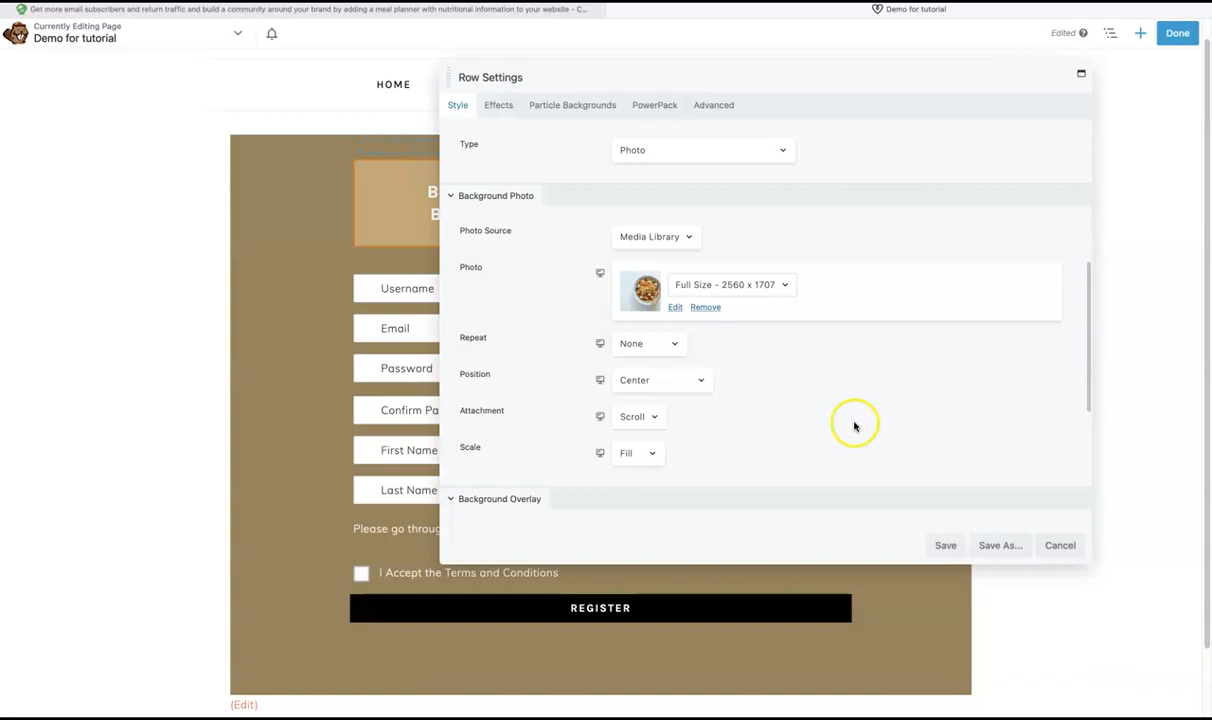 Get more email subscribers and return traffic and build a community around your brand by adding a meal planner with nutritional information to your website - C...
Demo for tutorial
Currently Editing Page
Demo for tutorial
Edited
Done
HOME
Row Settings
Style
Effects
Particle Backgrounds
PowerPack
Advanced
Type
Photo
Background Photo
B
B
Photo Source
Media Library
Photo
Full Size - 2560 x 1707
Edit
Remove
Username
Email
Password
Confirm Pa
First Name
Last Name
Repeat
None
Position
Center
Attachment
Scroll
Scale
Fill
Background Overlay
Please go throug
Save
Save As...
Cancel
I Accept the Terms and Conditions
REGISTER
(Edit)